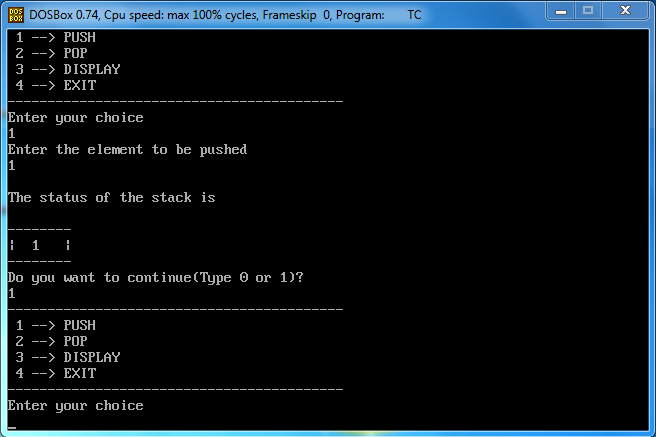 DOSBox 0.74, Cpu speed: max 100% cycles, Frameskip 0, Program: TC
1 --> PUSH
2 --> POP
3 --> DISPLAY
4 --> EXIT
------------------------------------------
Enter your choice
1
Enter the element to be pushed
1
The status of the stack is
--------
¦  1   ¦
--------
Do you want to continue(Type 0 or 1)?
1
------------------------------------------
1 --> PUSH
2 --> POP
3 --> DISPLAY
4 --> EXIT
------------------------------------------
Enter your choice
_